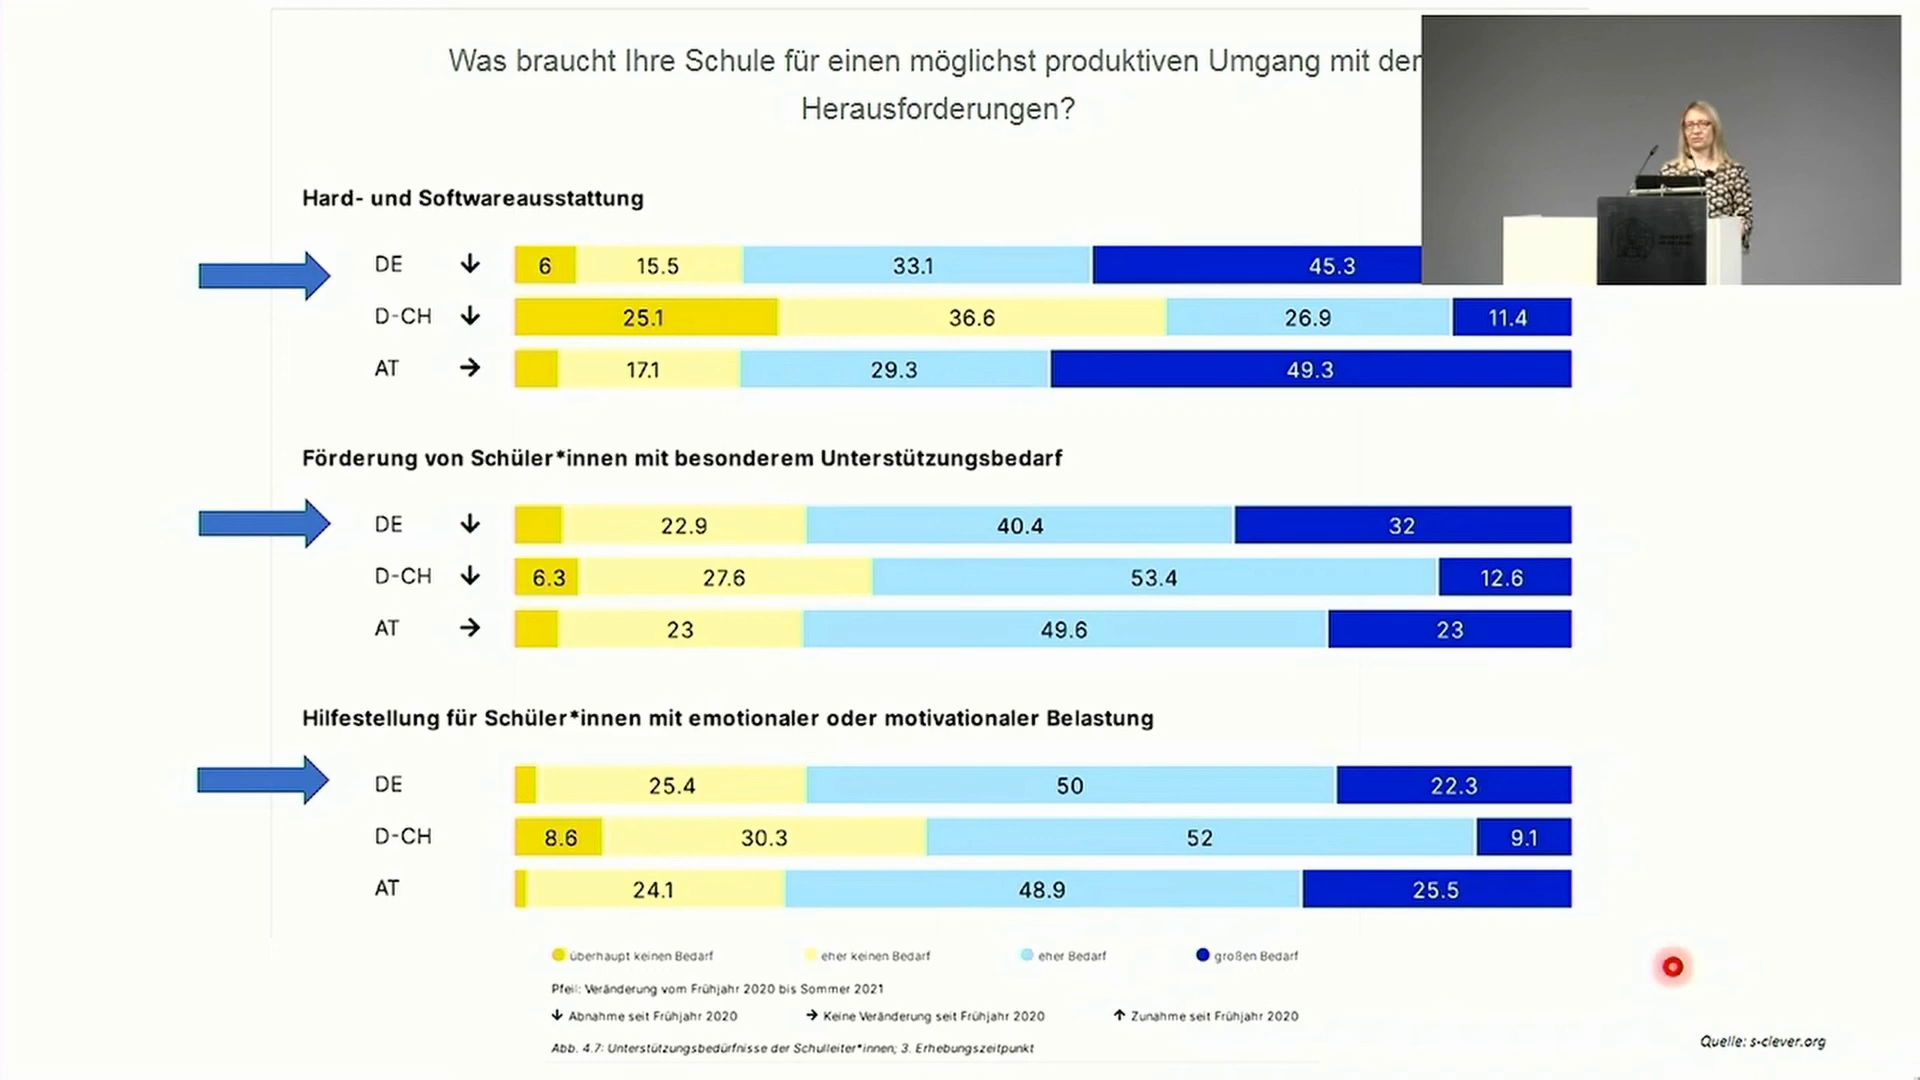 Was braucht Ihre Schule für einen möglichst produktiven Umgang mit der
Herausforderungen?
Hard- und Softwareausstattung
DE ↓ 6 15.5 33.1 45.3
D-CH ↓ 25.1 36.6 26.9 11.4
AT → 17.1 29.3 49.3
Förderung von Schüler*innen mit besonderem Unterstützungsbedarf
DE ↓ 22.9 40.4 32
D-CH ↓ 6.3 27.6 53.4 12.6
AT → 23 49.6 23
Hilfestellung für Schüler*innen mit emotionaler oder motivationaler Belastung
DE 25.4 50 22.3
D-CH 8.6 30.3 52 9.1
AT 24.1 48.9 25.5
überhaupt keinen Bedarf eher keinen Bedarf eher Bedarf großen Bedarf
Pfeil: Veränderung vom Frühjahr 2020 bis Sommer 2021
↓ Abnahme seit Frühjahr 2020 → Keine Veränderung seit Frühjahr 2020 ↑ Zunahme seit Frühjahr 2020
Abb. 4.7: Unterstützungsbedürfnisse der Schulleiter*innen; 3. Erhebungszeitpunkt
Quelle: s-clever.org